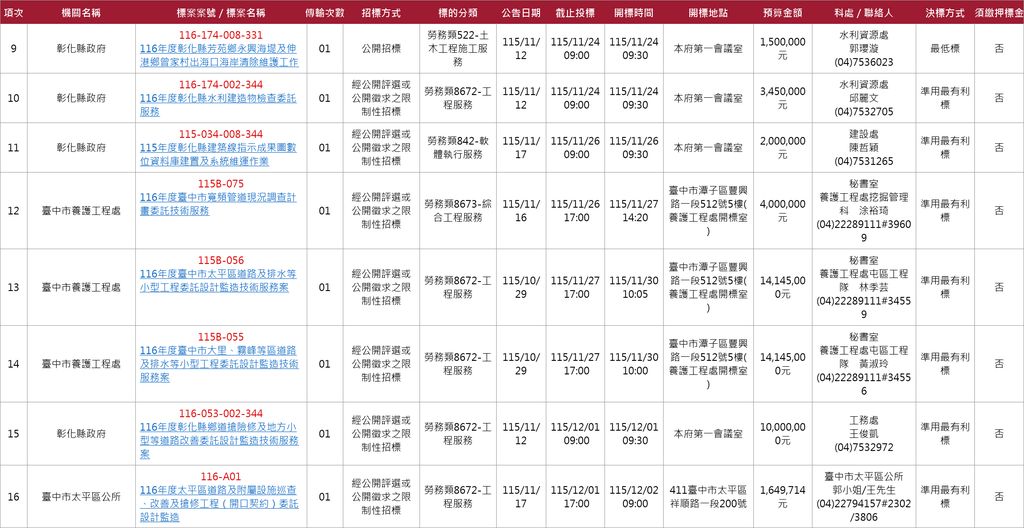 項次 機關名稱 標案案號 / 標案名稱 傳輸次數 招標方式 標的分類 公告日期 截止投標 開標時間 開標地點 預算金額 科處 / 聯絡人 決標方式 須繳押標金
9 彰化縣政府 116-174-008-331 116年度彰化縣芳苑鄉永興海堤及伸港鄉曾家村出海口海岸清除維護工作 01 公開招標 勞務類522-土木工程施工服務 115/11/12 115/11/24 09:00 115/11/24 09:30 本府第一會議室 1,500,000元 水利資源處 郭瓔漩 (04)7536023 最低標 否
10 彰化縣政府 116-174-002-344 116年度彰化縣水利建造物檢查委託服務 01 經公開評選或公開徵求之限制性招標 勞務類8672-工程服務 115/11/12 115/11/24 09:00 115/11/24 09:30 本府第一會議室 3,450,000元 水利資源處 邱麗文 (04)7532705 準用最有利標 否
11 彰化縣政府 115-034-008-344 115年度彰化縣建築線指示成果圖數位資料庫建置及系統維運作業 01 經公開評選或公開徵求之限制性招標 勞務類842-軟體執行服務 115/11/17 115/11/26 09:00 115/11/26 09:30 本府第一會議室 2,000,000元 建設處 陳哲穎 (04)7531265 準用最有利標 否
12 臺中市養護工程處 115B-075 116年度臺中市寬頻管道現況調查計畫委託技術服務 01 經公開評選或公開徵求之限制性招標 勞務類8673-綜合工程服務 115/11/16 115/11/26 17:00 115/11/27 14:20 臺中市潭子區豐興路一段512號5樓(養護工程處開標室) 4,000,000元 秘書室 養護工程處挖掘管理科 涂裕琦 (04)22289111#39609 準用最有利標 否
13 臺中市養護工程處 115B-056 116年度臺中市太平區道路及排水等小型工程委託設計監造技術服務案 01 經公開評選或公開徵求之限制性招標 勞務類8672-工程服務 115/10/29 115/11/27 17:00 115/11/30 10:05 臺中市潭子區豐興路一段512號5樓(養護工程處開標室) 14,145,000元 秘書室 養護工程處屯區工程隊 林季芸 (04)22289111#34559 準用最有利標 否
14 臺中市養護工程處 115B-055 116年度臺中市大里、霧峰等區道路及排水等小型工程委託設計監造技術服務案 01 經公開評選或公開徵求之限制性招標 勞務類8672-工程服務 115/10/29 115/11/27 17:00 115/11/30 10:00 臺中市潭子區豐興路一段512號5樓(養護工程處開標室) 14,145,000元 秘書室 養護工程處屯區工程隊 黃淑玲 (04)22289111#34556 準用最有利標 否
15 彰化縣政府 116-053-002-344 116年度彰化縣鄉道搶險修及地方小型等道路改善委託設計監造技術服務案 01 經公開評選或公開徵求之限制性招標 勞務類8672-工程服務 115/11/12 115/12/01 09:00 115/12/01 09:30 本府第一會議室 10,000,000元 工務處 王俊凱 (04)7532972 準用最有利標 否
16 臺中市太平區公所 116-A01 116年度太平區道路及附屬設施巡查、改善及搶修工程（開口契約）委託設計監造 01 經公開評選或公開徵求之限制性招標 勞務類8672-工程服務 115/11/17 115/12/01 17:00 115/12/02 09:00 411臺中市太平區祥順路一段200號 1,649,714元 臺中市太平區公所 郭小姐/王先生 (04)22794157#2302/3806 準用最有利標 否